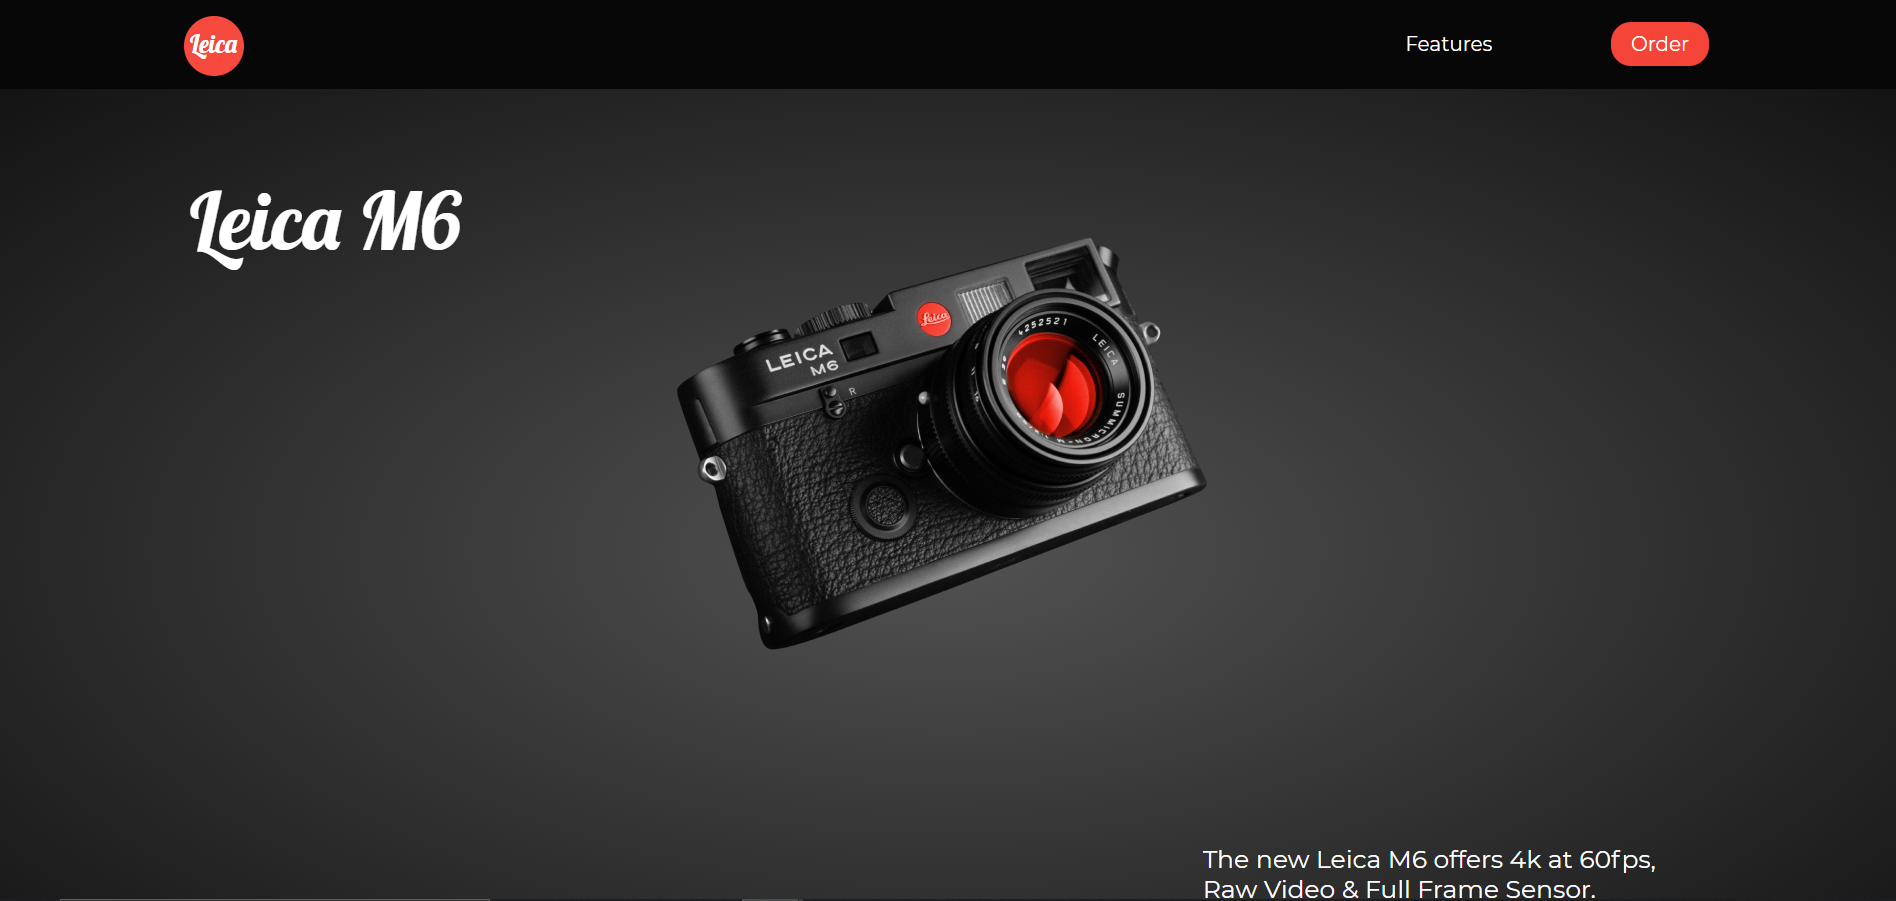 Leica
Features
Order
Leica M6
Leica
LEICA
M6
R
4252521
LEICA
SUMMICRON-M
The new Leica M6 offers 4k at 60fps,
Raw Video & Full Frame Sensor.